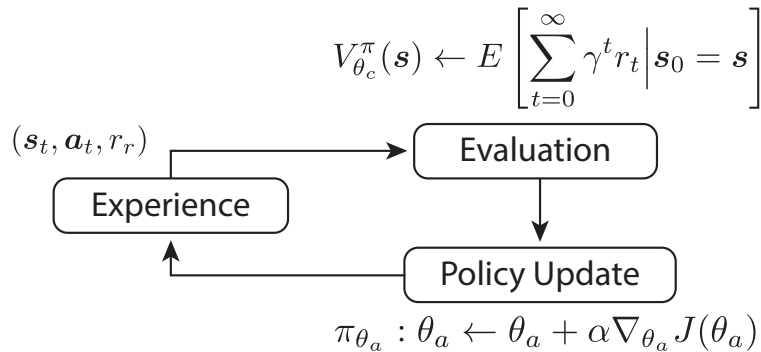 V^π_{θ_c}(s) ← E [ ∑_{t=0}^{∞} γ^t r_t | s_0 = s ]
(s_t, a_t, r_r)
Evaluation
Experience
Policy Update
π_{θ_a} : θ_a ← θ_a + α∇_{θ_a} J(θ_a)